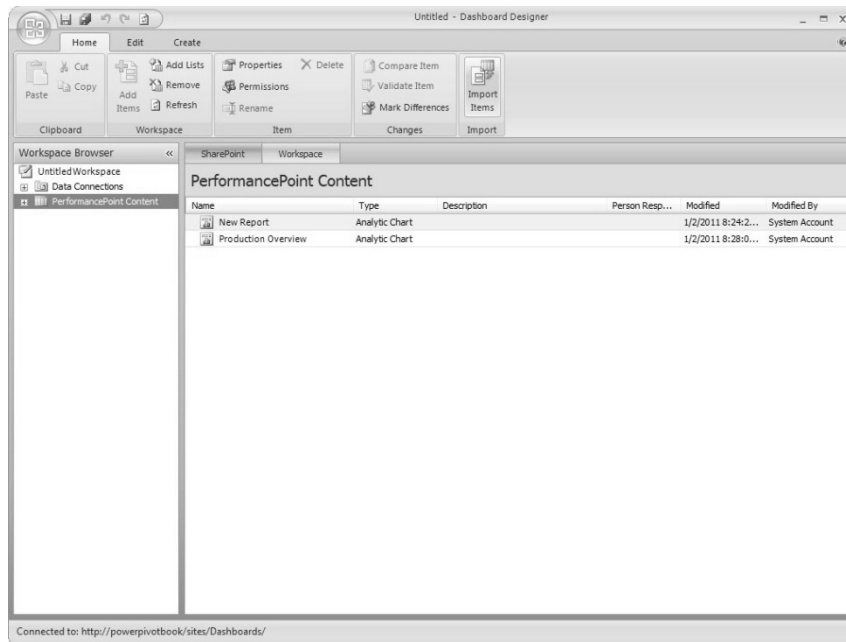 Untitled - Dashboard Designer
Home Edit Create
Paste
Cut
Copy
Clipboard
Add Items
Add Lists
Remove
Refresh
Workspace
Properties
Delete
Permissions
Rename
Item
Compare Item
Validate Item
Mark Differences
Changes
Import Items
Import
Workspace Browser «
Untitled Workspace
Data Connections
PerformancePoint Content
SharePoint Workspace
PerformancePoint Content
Name Type Description Person Resp... Modified Modified By
New Report Analytic Chart 1/2/2011 8:24:2... System Account
Production Overview Analytic Chart 1/2/2011 8:28:0... System Account
Connected to: http://powerpivotbook/sites/Dashboards/